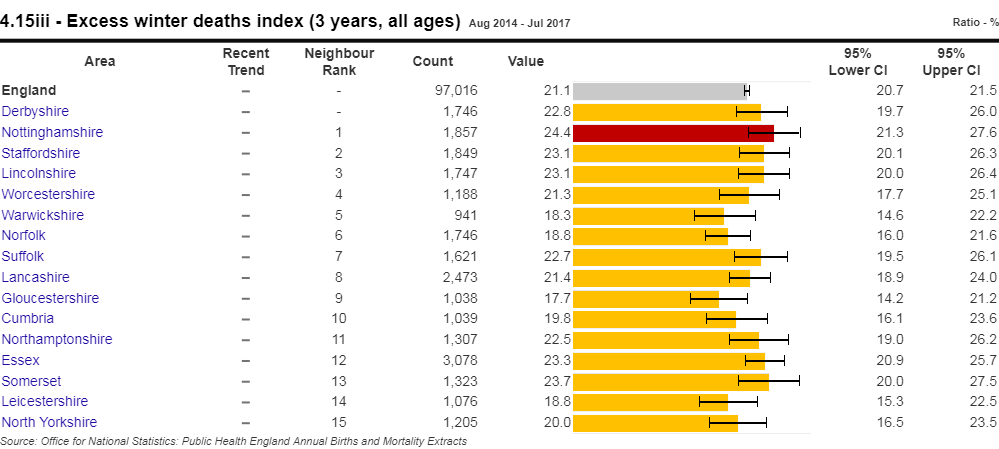 4.15iii - Excess winter deaths index (3 years, all ages) Aug 2014 - Jul 2017 Ratio - %
Area Recent Trend Neighbour Rank Count Value 95% Lower CI 95% Upper CI
England – - 97,016 21.1 20.7 21.5
Derbyshire – - 1,746 22.8 19.7 26.0
Nottinghamshire – 1 1,857 24.4 21.3 27.6
Staffordshire – 2 1,849 23.1 20.1 26.3
Lincolnshire – 3 1,747 23.1 20.0 26.4
Worcestershire – 4 1,188 21.3 17.7 25.1
Warwickshire – 5 941 18.3 14.6 22.2
Norfolk – 6 1,746 18.8 16.0 21.6
Suffolk – 7 1,621 22.7 19.5 26.1
Lancashire – 8 2,473 21.4 18.9 24.0
Gloucestershire – 9 1,038 17.7 14.2 21.2
Cumbria – 10 1,039 19.8 16.1 23.6
Northamptonshire – 11 1,307 22.5 19.0 26.2
Essex – 12 3,078 23.3 20.9 25.7
Somerset – 13 1,323 23.7 20.0 27.5
Leicestershire – 14 1,076 18.8 15.3 22.5
North Yorkshire – 15 1,205 20.0 16.5 23.5
Source: Office for National Statistics: Public Health England Annual Births and Mortality Extracts